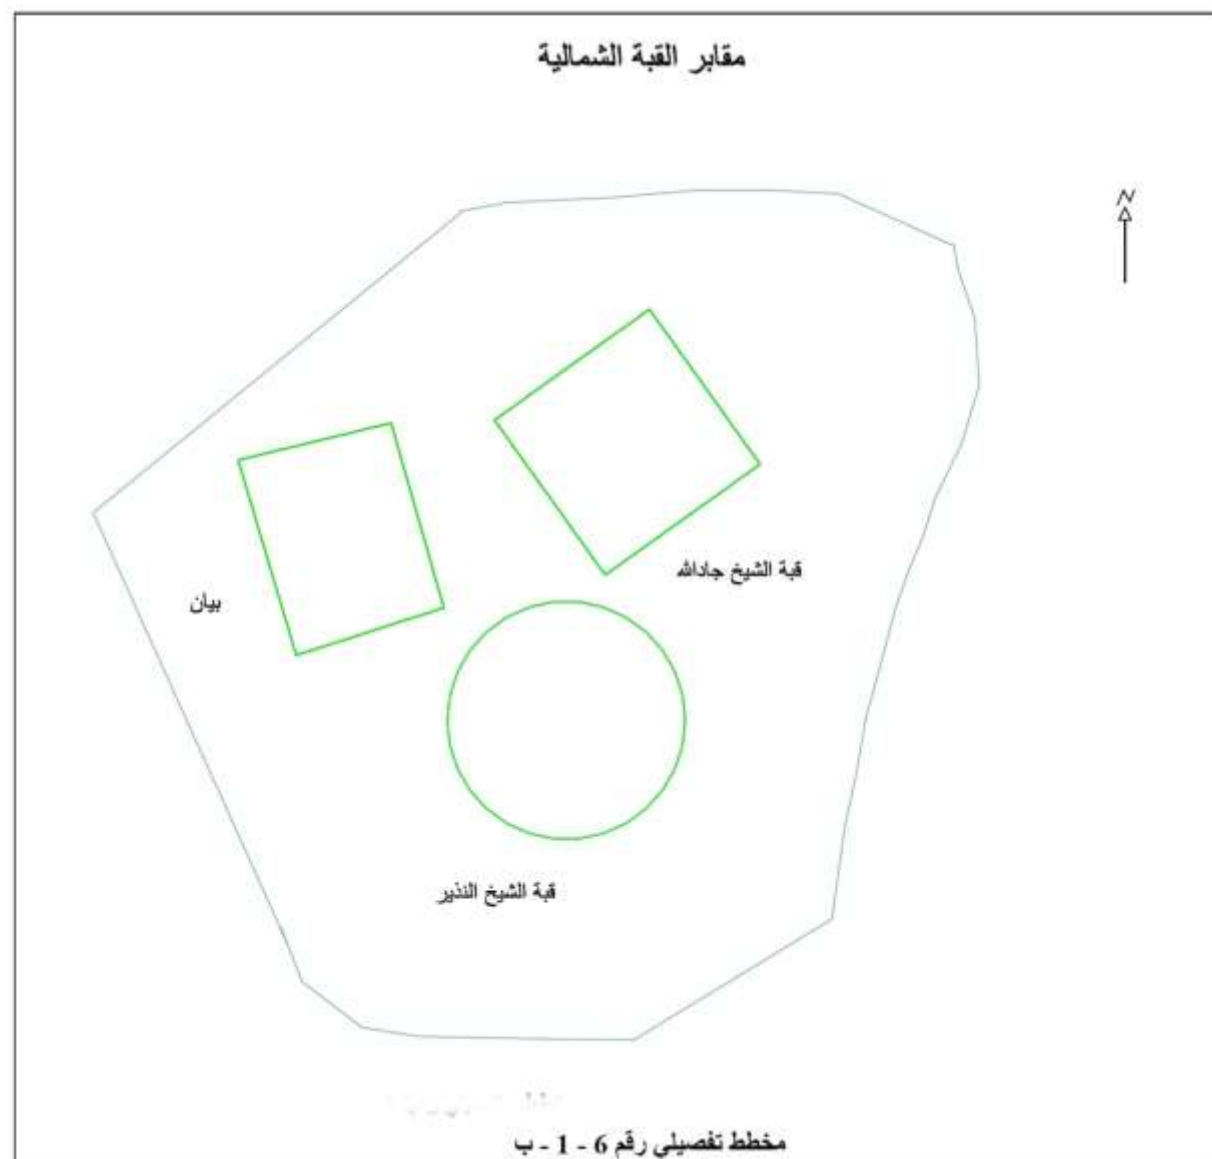 مقابر القبة الشمالية
N
قبة الشيخ جادالله
بيان
قبة الشيخ النذير
مخطط تفصيلي رقم 6 - 1 - ب